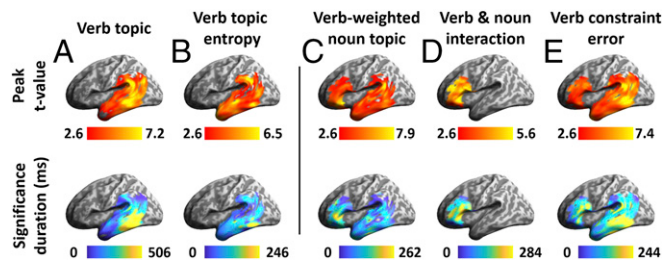 A Verb topic
B Verb topic entropy
C Verb-weighted noun topic
D Verb & noun interaction
E Verb constraint error
Peak t-value
2.6 7.2 2.6 6.5 2.6 7.9 2.6 5.6 2.6 7.4
Significance duration (ms)
0 506 0 246 0 262 0 284 0 244